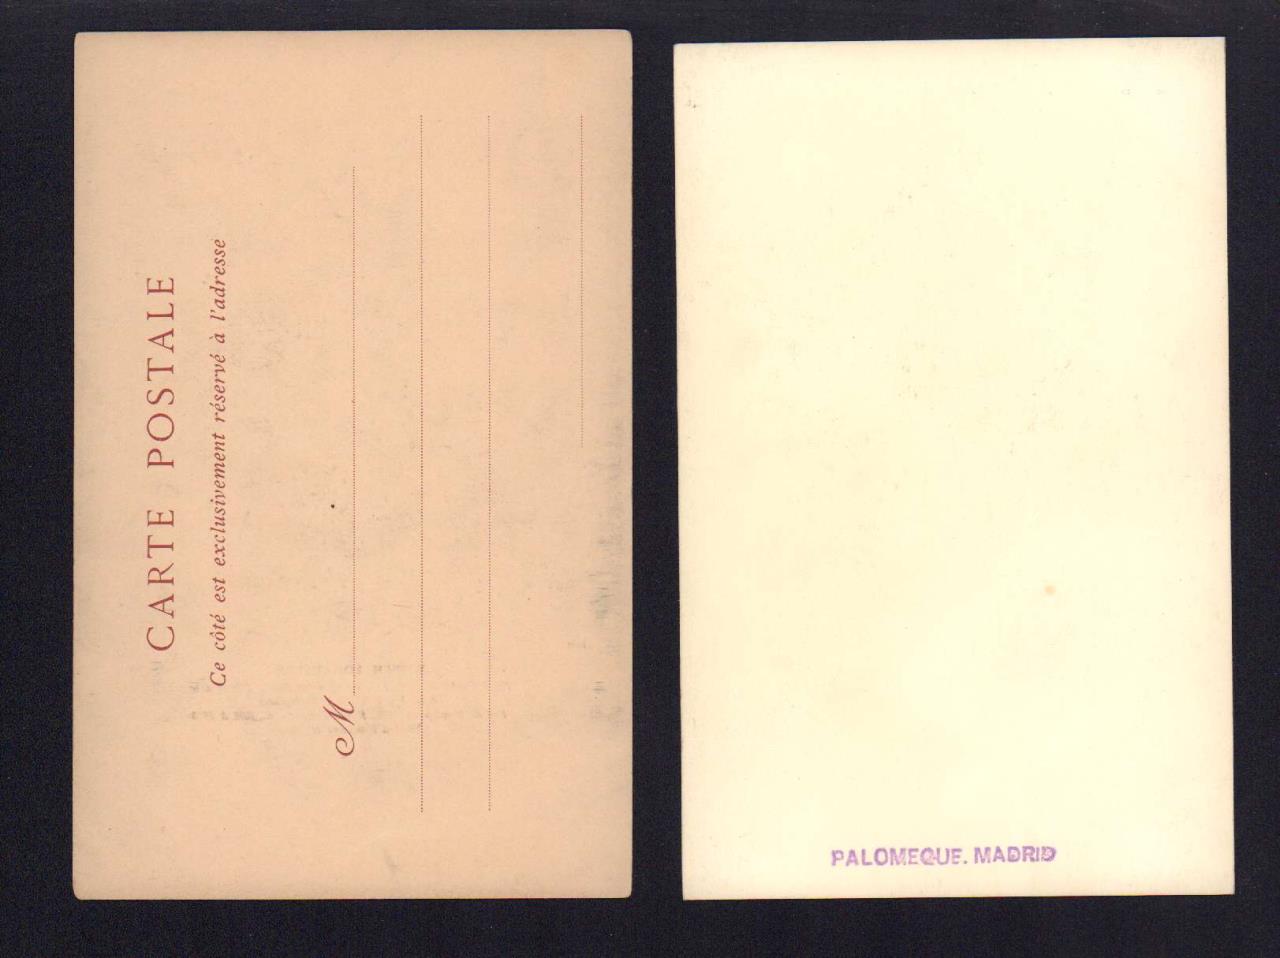 CARTE POSTALE
Ce côté est exclusivement réservé à l'adresse
M
PALOMEQUE. MADRID